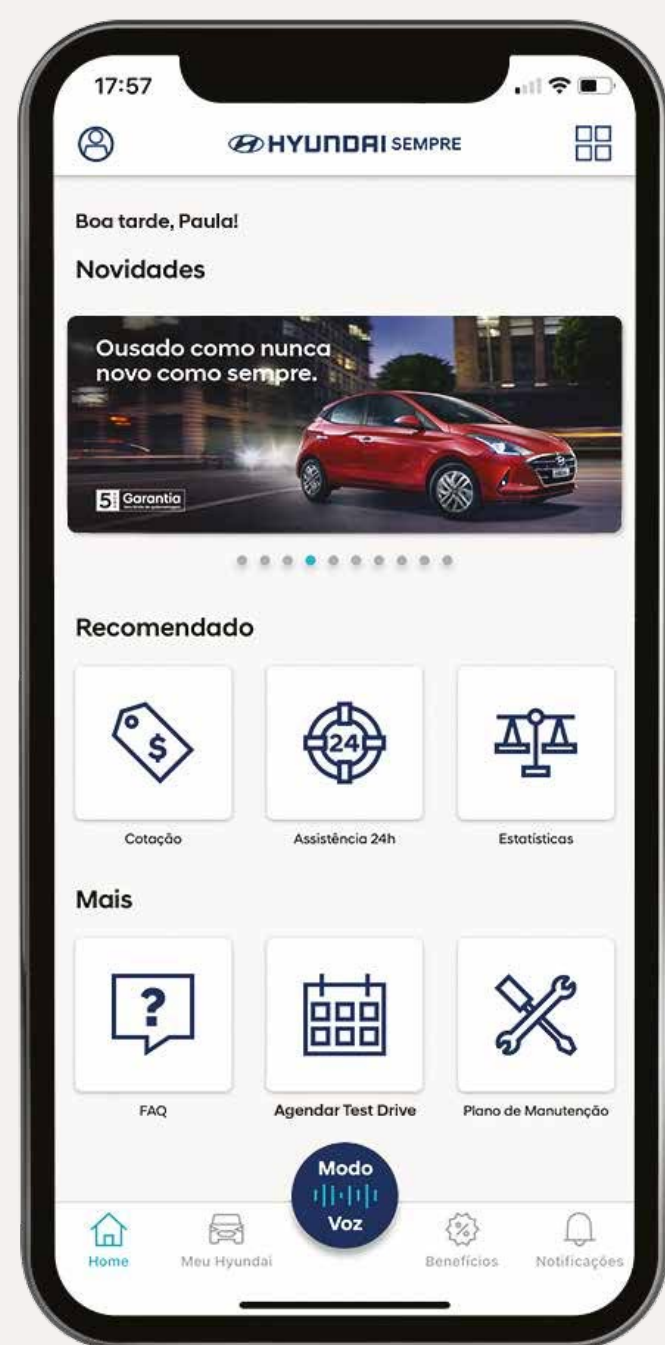 17:57
HYUNDAI SEMPRE
Boa tarde, Paula!
Novidades
Ousado como nunca
novo como sempre.
5 Garantia
Recomendado
$
24
Cotação
Assistência 24h
Estatísticas
Mais
?
FAQ
Agendar Test Drive
Plano de Manutenção
Modo
Voz
Home
Meu Hyundai
%
Benefícios
Notificações